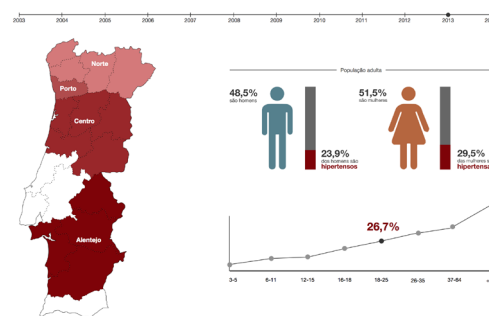 2003 2004 2005 2006 2007 2008 2009 2010 2011 2012 2013
Norte
Porto
Centro
Alentejo
População adulta
48,5%
são homens
51,5%
são mulheres
23,9%
dos homens são
hipertensos
29,5%
das mulheres
hipertensa
26,7%
3-5 6-11 12-15 16-18 18-25 26-35 37-64